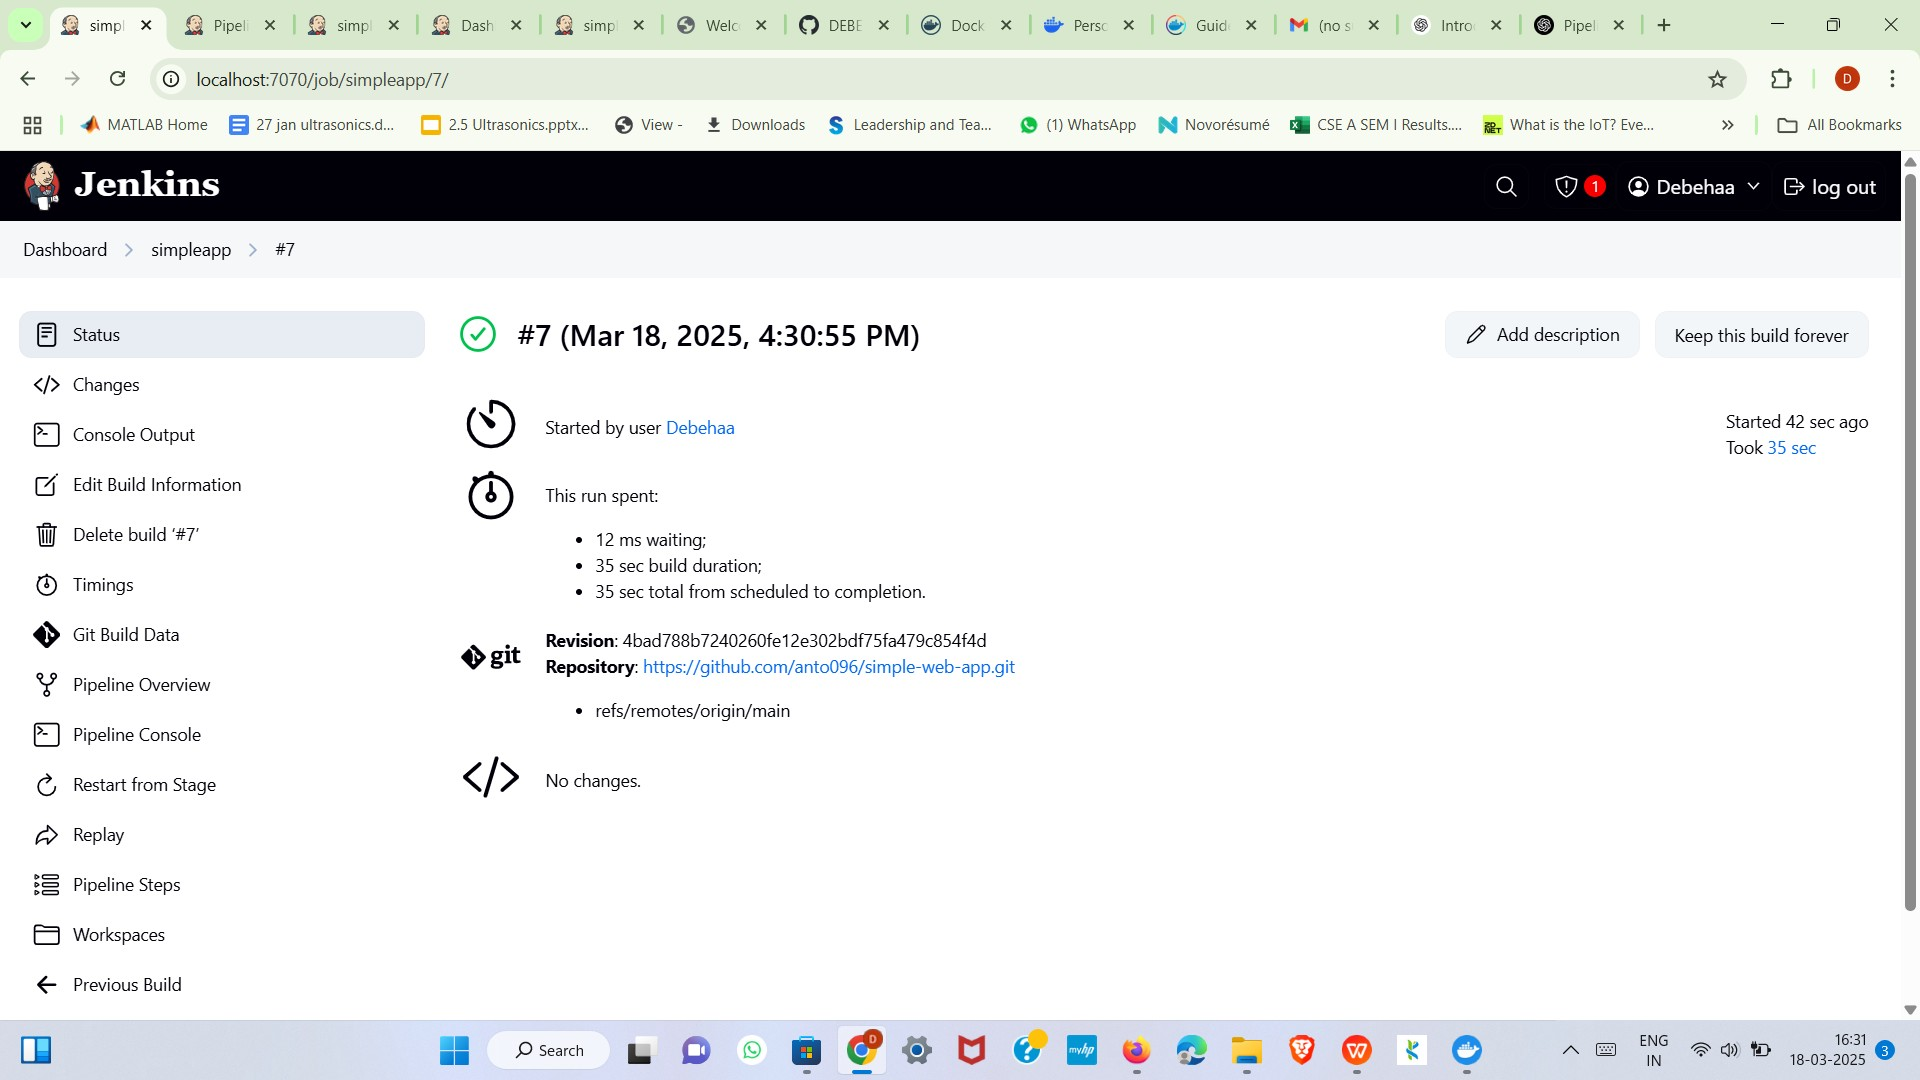 simpl
Pipeli
simpl
Dash
simpl
Welc
DEBE
Dock
Perso
Guide
(no s
Intro
Pipel
localhost:7070/job/simpleapp/7/
D
MATLAB Home
27 jan ultrasonics.d...
2.5 Ultrasonics.pptx...
View -
Downloads
Leadership and Tea...
(1) WhatsApp
Novorésumé
CSE A SEM I Results....
What is the IoT? Eve...
All Bookmarks
Jenkins
1
Debehaa
log out
Dashboard
simpleapp
#7
Status
Changes
Console Output
Edit Build Information
Delete build ‘#7’
Timings
Git Build Data
Pipeline Overview
Pipeline Console
Restart from Stage
Replay
Pipeline Steps
Workspaces
Previous Build
#7 (Mar 18, 2025, 4:30:55 PM)
Add description
Keep this build forever
Started by user Debehaa
Started 42 sec ago
Took 35 sec
This run spent:
12 ms waiting;
35 sec build duration;
35 sec total from scheduled to completion.
git
Revision: 4bad788b7240260fe12e302bdf75fa479c854f4d
Repository: https://github.com/anto096/simple-web-app.git
refs/remotes/origin/main
No changes.
Search
D
myhp
ENG
IN
16:31
18-03-2025
3